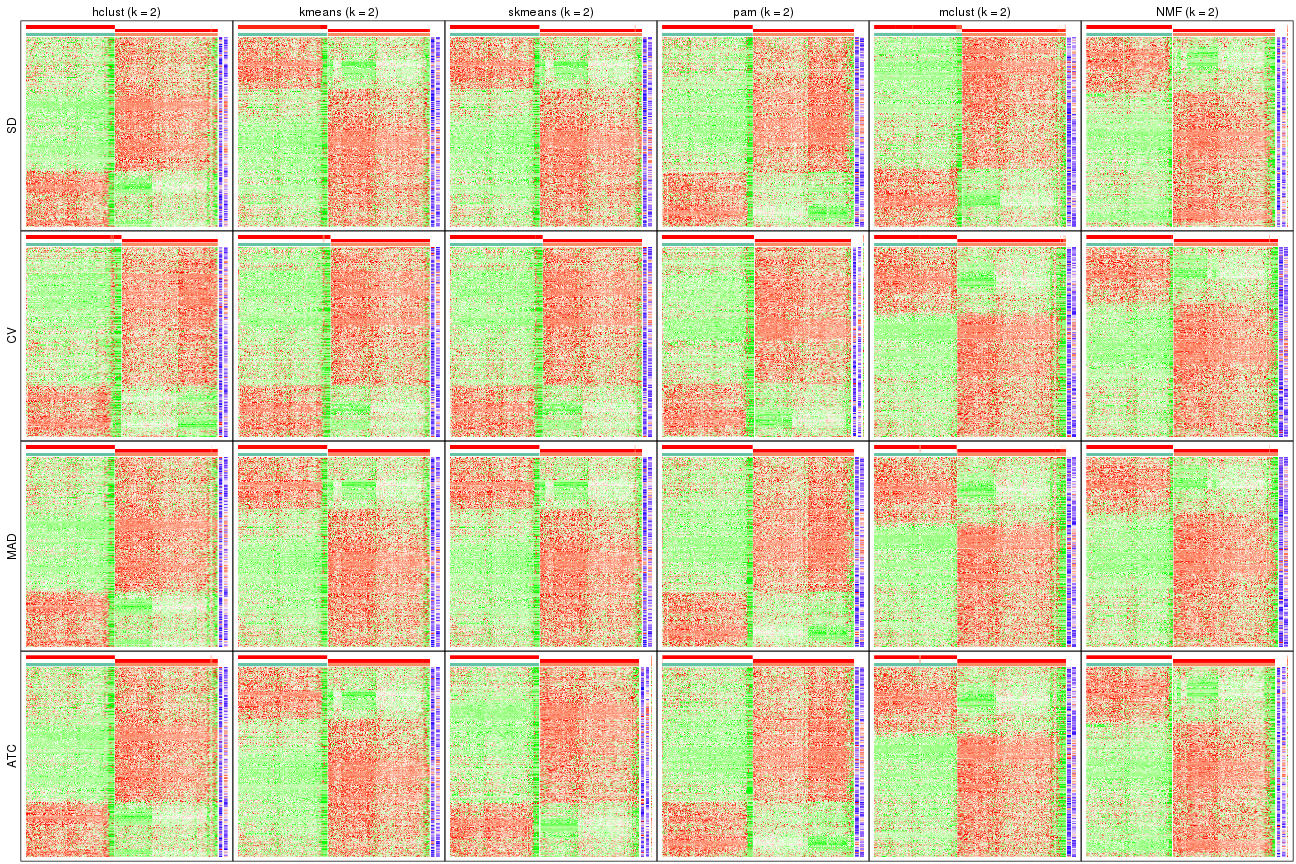 hclust (k = 2) kmeans (k = 2) skmeans (k = 2) pam (k = 2) mclust (k = 2) NMF (k = 2)
SD
CV
MAD
ATC